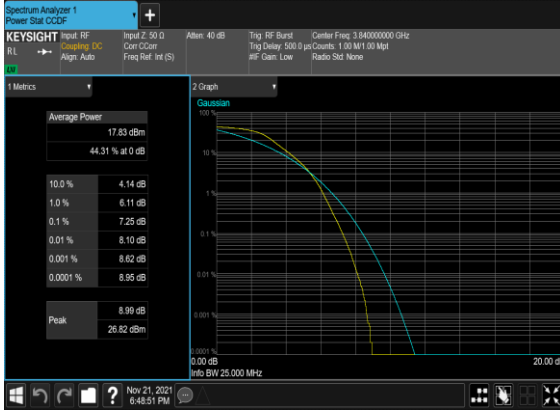 Spectrum Analyzer 1
Power Stat CCDF
+
KEYSIGHT
RL
Input: RF
Coupling: DC
Align: Auto
Input Z: 50 Ω
Corr CCorr
Freq Ref: Int (S)
Atten: 40 dB
Trig: RF Burst
Trig Delay: 500.0 µs
#IF Gain: Low
Center Freq: 3.840000000 GHz
Counts: 1.00 M/1.00 Mpt
Radio Std: None
1 Metrics
Average Power
17.83 dBm
44.31 % at 0 dB
10.0 % 4.14 dB
1.0 % 6.11 dB
0.1 % 7.25 dB
0.01 % 8.10 dB
0.001 % 8.62 dB
0.0001 % 8.95 dB
Peak
8.99 dB
26.82 dBm
2 Graph
Gaussian
100 %
10 %
1 %
0.1 %
0.01 %
0.001 %
0.0001 %
0.00 dB
20.00 d
Info BW 25.000 MHz
?
Nov 21, 2021
6:48:51 PM